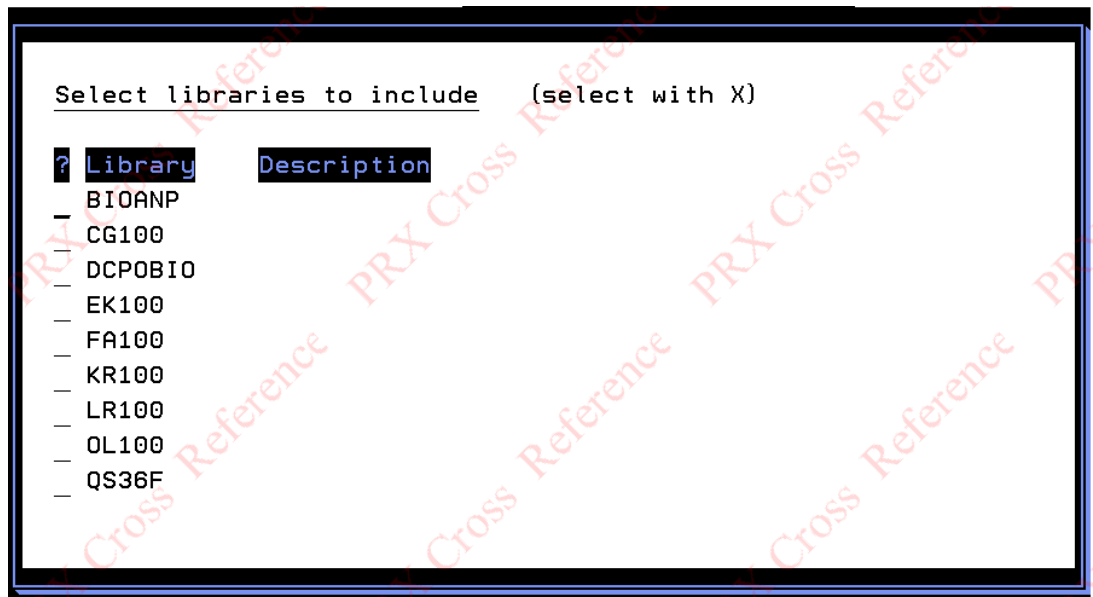 Select libraries to include (select with X)
? Library Description
_ BIOANP
_ CG100
_ DCPOBIO
_ EK100
_ FA100
_ KR100
_ LR100
_ OL100
_ QS36F
PRX Cross Reference